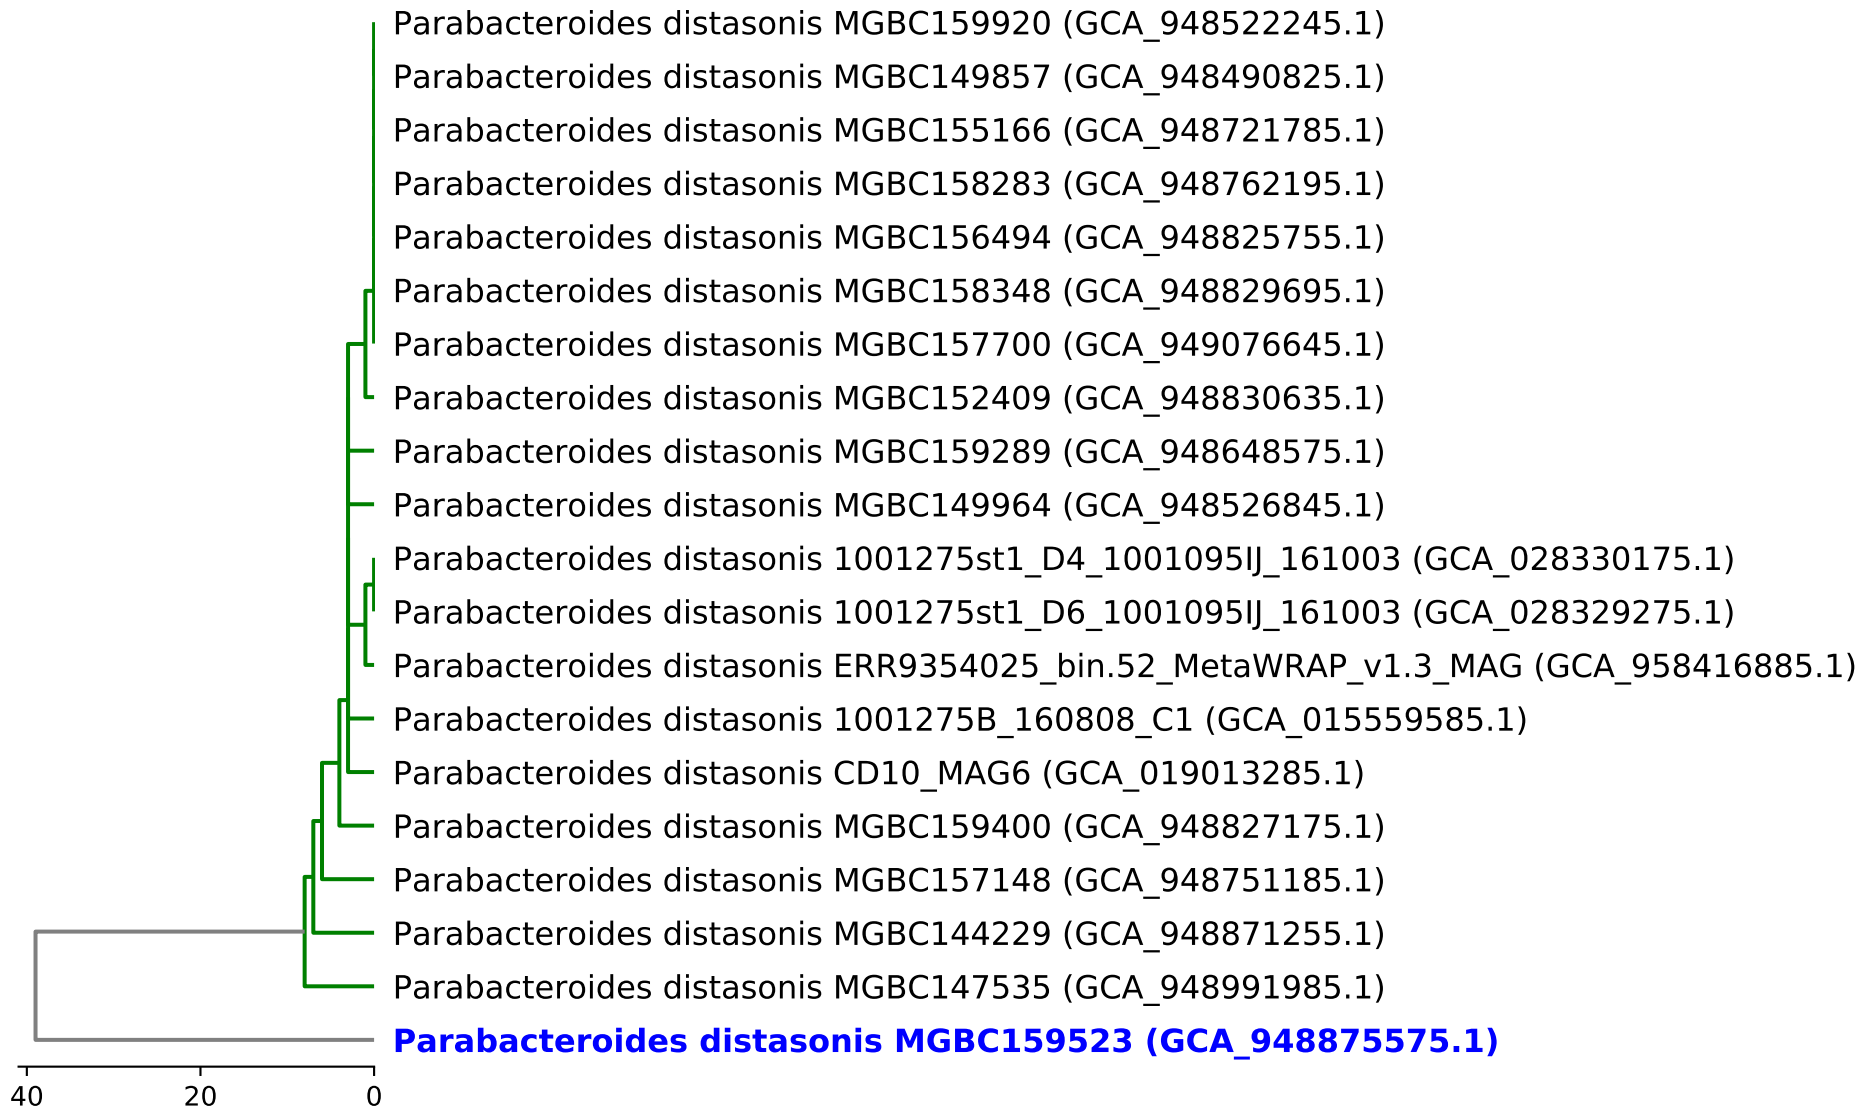 Parabacteroides distasonis MGBC159920 (GCA_948522245.1)
Parabacteroides distasonis MGBC149857 (GCA_948490825.1)
Parabacteroides distasonis MGBC155166 (GCA_948721785.1)
Parabacteroides distasonis MGBC158283 (GCA_948762195.1)
Parabacteroides distasonis MGBC156494 (GCA_948825755.1)
Parabacteroides distasonis MGBC158348 (GCA_948829695.1)
Parabacteroides distasonis MGBC157700 (GCA_949076645.1)
Parabacteroides distasonis MGBC152409 (GCA_948830635.1)
Parabacteroides distasonis MGBC159289 (GCA_948648575.1)
Parabacteroides distasonis MGBC149964 (GCA_948526845.1)
Parabacteroides distasonis 1001275st1_D4_1001095IJ_161003 (GCA_028330175.1)
Parabacteroides distasonis 1001275st1_D6_1001095IJ_161003 (GCA_028329275.1)
Parabacteroides distasonis ERR9354025_bin.52_MetaWRAP_v1.3_MAG (GCA_958416885.1)
Parabacteroides distasonis 1001275B_160808_C1 (GCA_015559585.1)
Parabacteroides distasonis CD10_MAG6 (GCA_019013285.1)
Parabacteroides distasonis MGBC159400 (GCA_948827175.1)
Parabacteroides distasonis MGBC157148 (GCA_948751185.1)
Parabacteroides distasonis MGBC144229 (GCA_948871255.1)
Parabacteroides distasonis MGBC147535 (GCA_948991985.1)
Parabacteroides distasonis MGBC159523 (GCA_948875575.1)
40 20 0